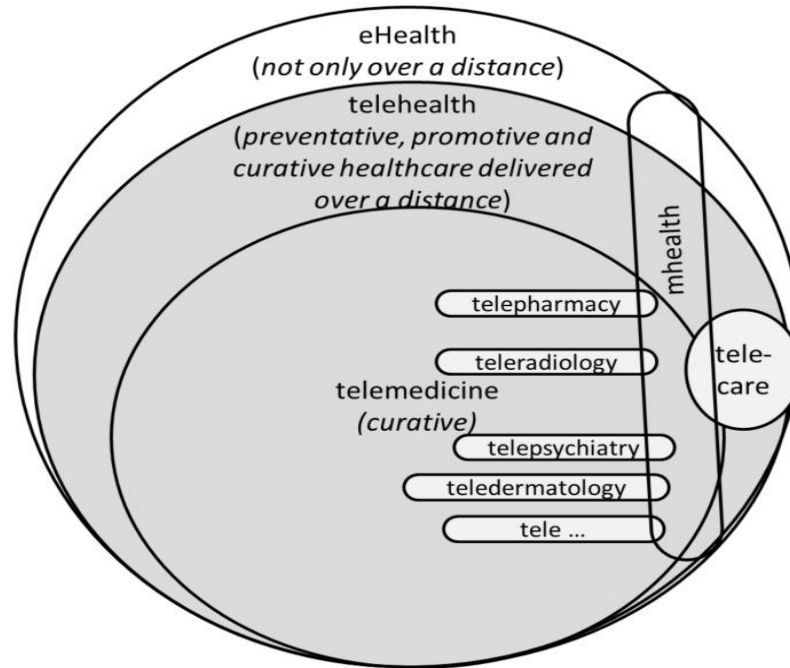 eHealth
(not only over a distance)
telehealth
(preventative, promotive and
curative healthcare delivered
over a distance)
mhealth
telepharmacy
tele-
care
teleradiology
telemedicine
(curative)
telepsychiatry
teledermatology
tele ...